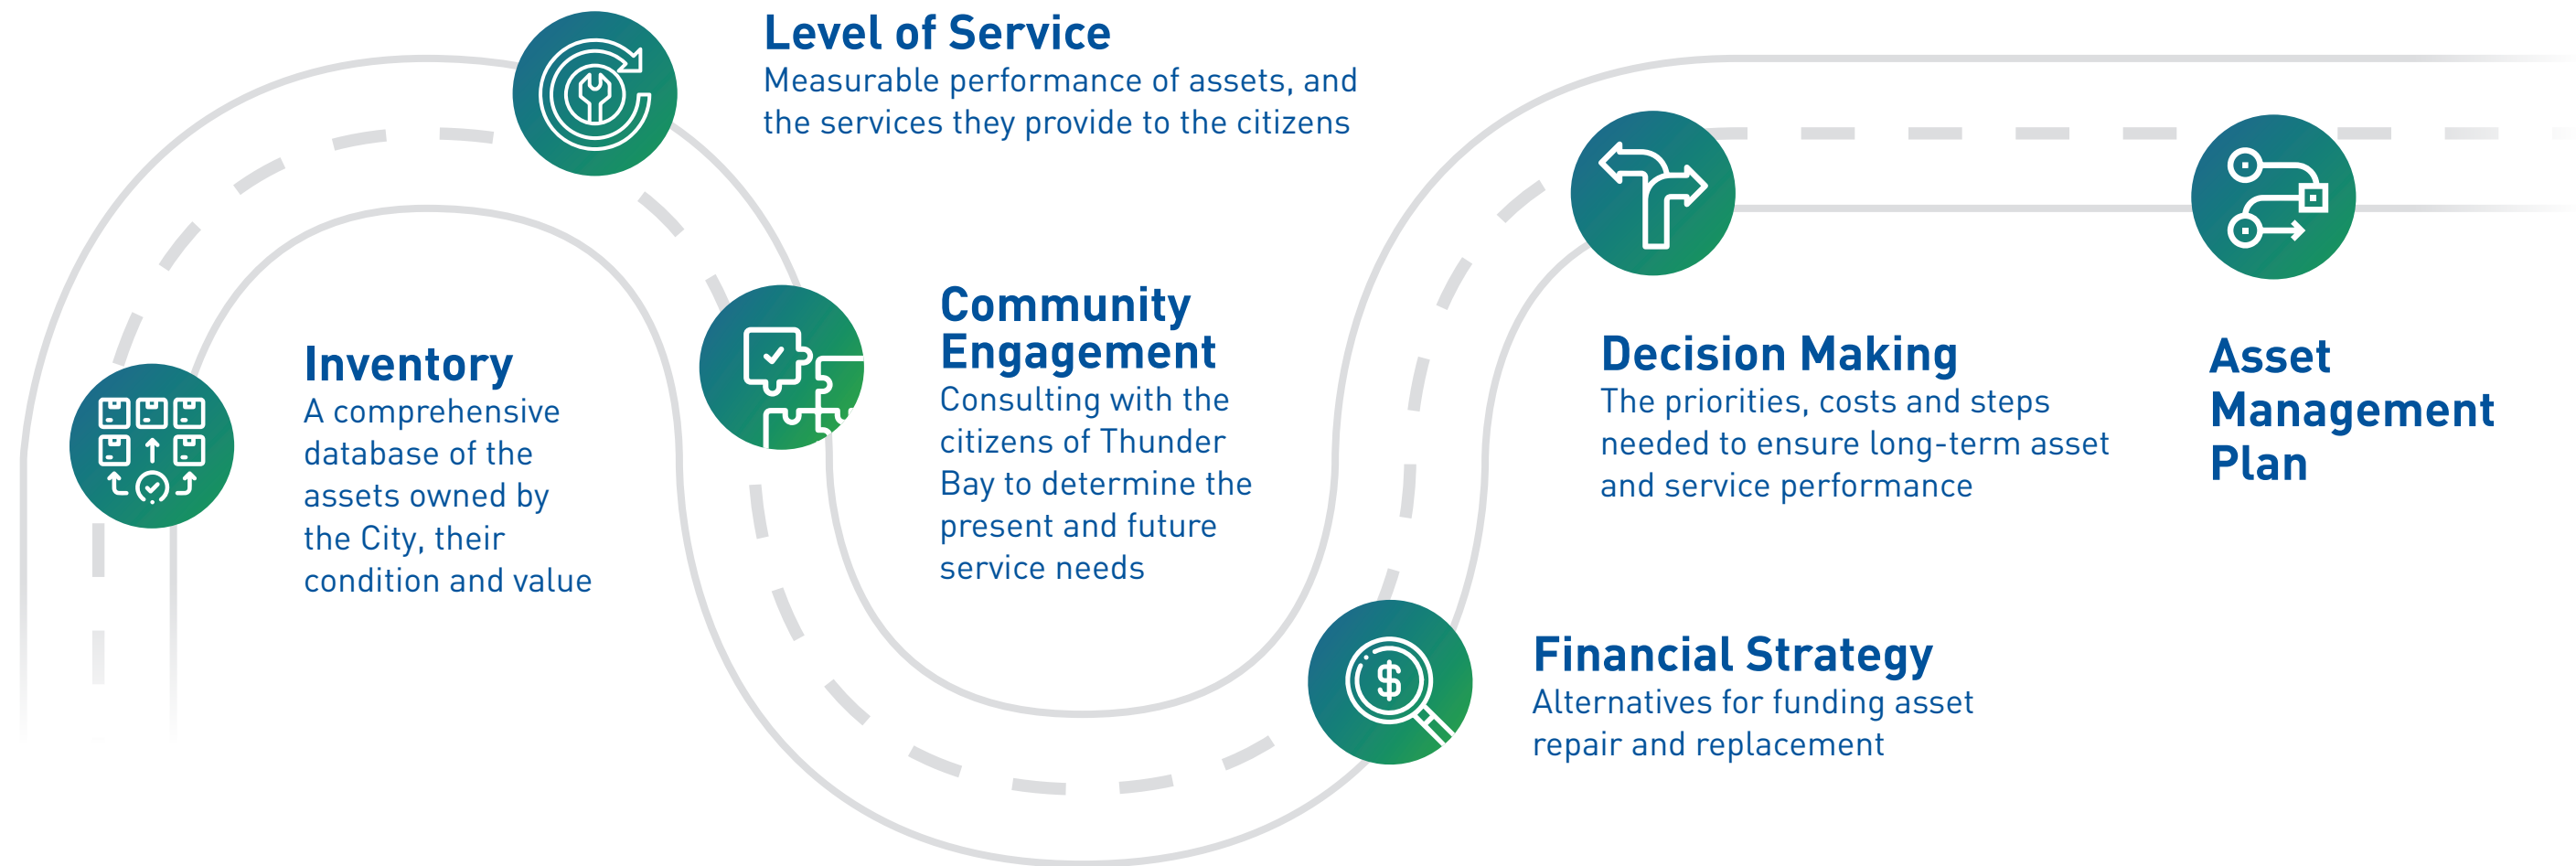 Level of Service
Measurable performance of assets, and
the services they provide to the citizens
Inventory
A comprehensive
database of the
assets owned by
the City, their
condition and value
Community
Engagement
Consulting with the
citizens of Thunder
Bay to determine the
present and future
service needs
Financial Strategy
Alternatives for funding asset
repair and replacement
Decision Making
The priorities, costs and steps
needed to ensure long-term asset
and service performance
Asset
Management
Plan
$